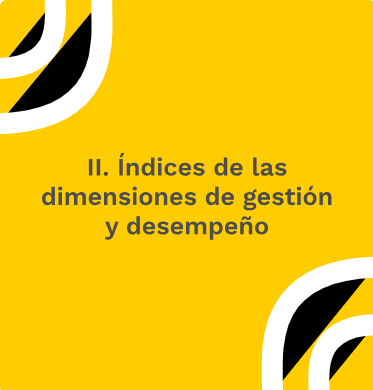 II. Índices de las
dimensiones de gestión
y desempeño